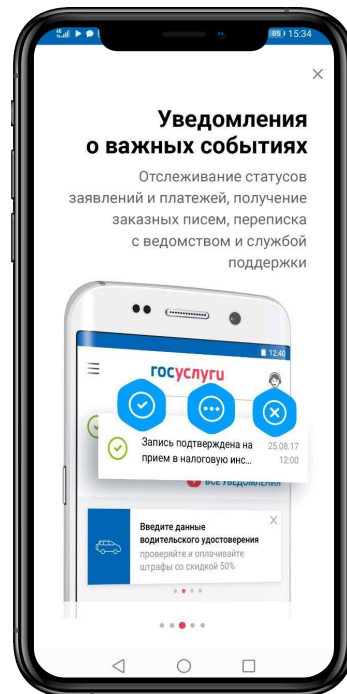 85 15:34
Уведомления
о важных событиях
Отслеживание статусов
заявлений и платежей, получение
заказных писем, переписка
с ведомством и службой
поддержки
12:40
госуслуги
Запись подтверждена на 25.08.17
прием в налоговую инс... 12:00
ВСЕ УВЕДОМЛЕНИЯ
Введите данные
водительского удостоверения
проверяйте и оплачивайте
штрафы со скидкой 50%